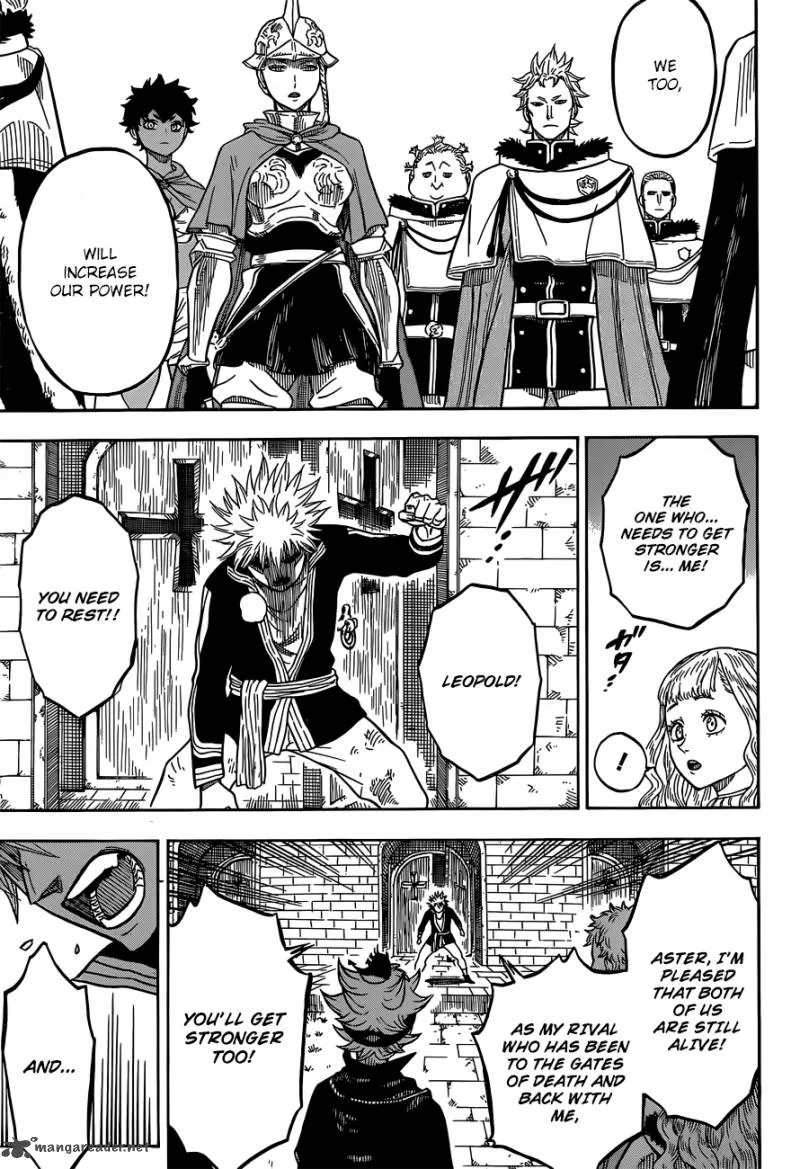 WE
TOO,
WILL
INCREASE
OUR POWER!
THE
ONE WHO...
NEEDS TO GET
STRONGER
IS... ME!
ガタ...
!
LEOPOLD!
YOU NEED
TO REST!!
ASTER, I'M
PLEASED
THAT BOTH
OF US
ARE STILL
ALIVE!
AS MY RIVAL
WHO HAS BEEN
TO THE GATES
OF DEATH AND
BACK WITH
ME,
YOU'LL GET
STRONGER
TOO!
AND...
mangareader.net